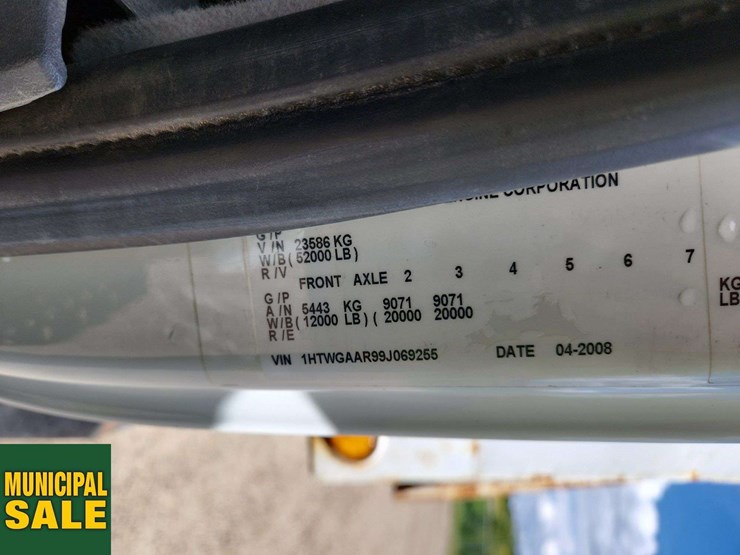 CORPORATION
G/P
V/N 23586 KG
W/B (52000 LB)
R/V
FRONT AXLE 2 3 4 5 6 7
G/P
A/N 5443 KG 9071 9071
W/B (12000 LB) ( 20000 20000
R/E
VIN 1HTWGAAR99J069255 DATE 04-2008
KG
LB
MUNICIPAL
SALE